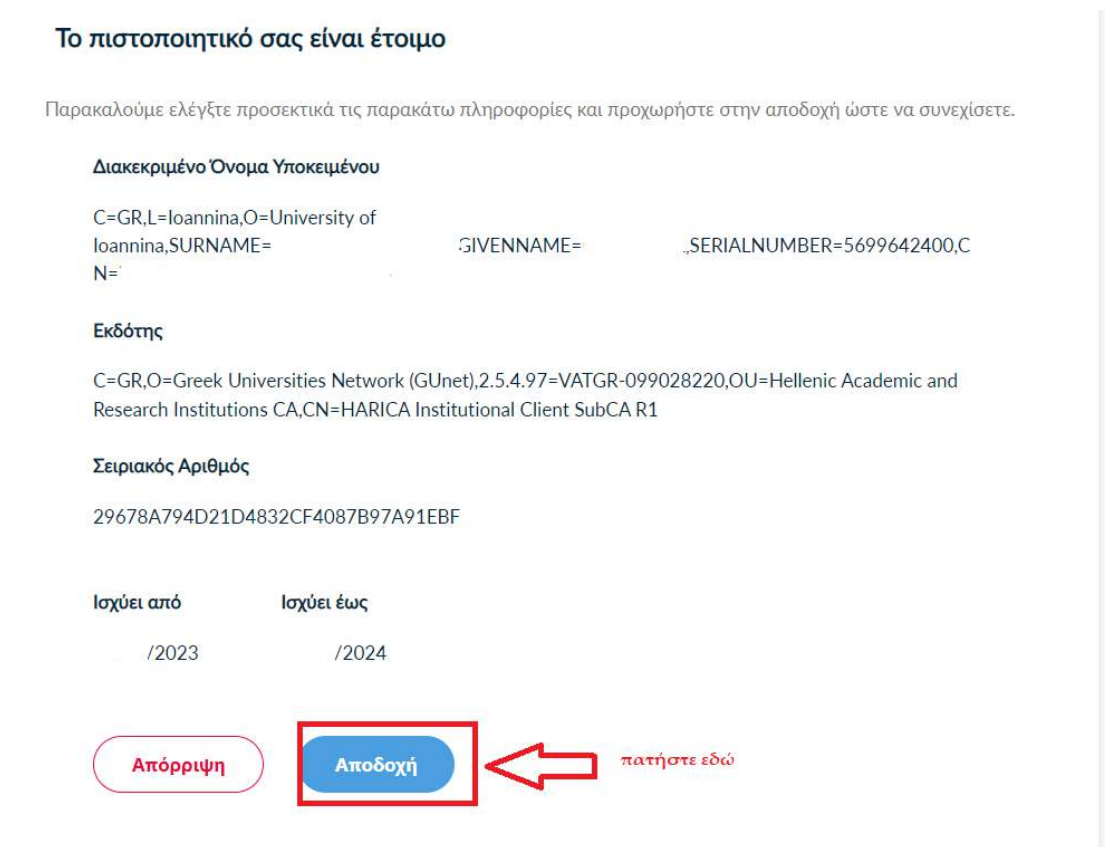 Το πιστοποιητικό σας είναι έτοιμο
Παρακαλούμε ελέγξτε προσεκτικά τις παρακάτω πληροφορίες και προχωρήστε στην αποδοχή ώστε να συνεχίσετε.
Διακεκριμένο Όνομα Υποκειμένου
C=GR,L=Ioannina,O=University of
Ioannina,SURNAME= GIVENNAME= .,SERIALNUMBER=5699642400,C
N=
Εκδότης
C=GR,O=Greek Universities Network (GUnet),2.5.4.97=VATGR-099028220,OU=Hellenic Academic and
Research Institutions CA,CN=HARICA Institutional Client SubCA R1
Σειριακός Αριθμός
29678A794D21D4832CF4087B97A91EBF
Ισχύει από Ισχύει έως
/2023 /2024
Απόρριψη Αποδοχή πατήστε εδώ